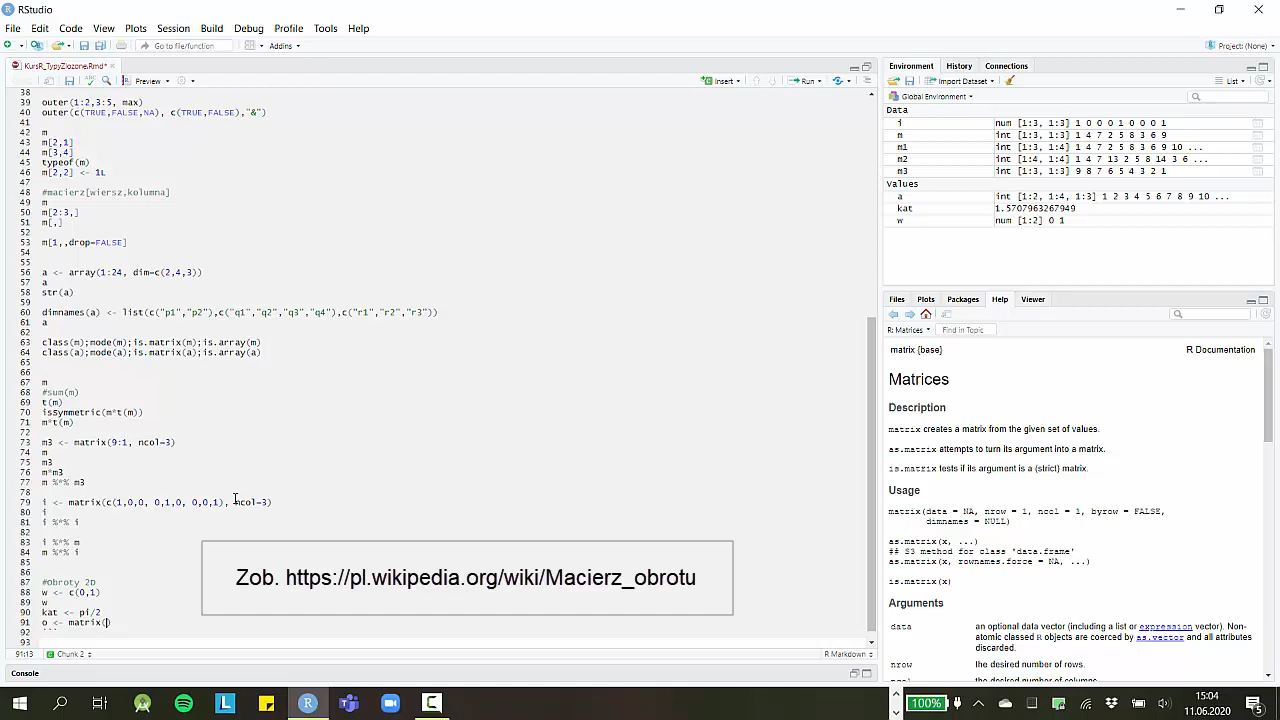 RStudio
File Edit Code View Plots Session Build Debug Profile Tools Help
Go to file/function Addins Project: (None)
KursR_TypyZlozone.Rmd*
Preview Insert Run
38
39 outer(1:2,3:5, max)
40 outer(c(TRUE,FALSE,NA), c(TRUE,FALSE),"&")
41
42 m
43 m[2,1]
44 m[3,4]
45 typeof(m)
46 m[2,2] <- 1L
47
48 #macierz[wiersz,kolumna]
49 m
50 m[2:3,]
51 m[,]
52
53 m[1,,drop=FALSE]
54
55
56 a <- array(1:24, dim=c(2,4,3))
57 a
58 str(a)
59
60 dimnames(a) <- list(c("p1","p2"),c("q1","q2","q3","q4"),c("r1","r2","r3"))
61 a
62
63 class(m);mode(m);is.matrix(m);is.array(m)
64 class(a);mode(a);is.matrix(a);is.array(a)
65
66
67 m
68 #sum(m)
69 t(m)
70 isSymmetric(m*t(m))
71 m*t(m)
72
73 m3 <- matrix(9:1, ncol=3)
74 m
75 m3
76 m*m3
77 m %*% m3
78
79 i <- matrix(c(1,0,0, 0,1,0, 0,0,1), ncol=3)
80 i
81 i %*% i
82
83 i %*% m
84 m %*% i
85
86
87 #Obroty 2D
88 w <- c(0,1)
89 w
90 kat <- pi/2
91 o <- matrix()
92 ```
93
Zob. https://pl.wikipedia.org/wiki/Macierz_obrotu
91:13 Chunk 2 R Markdown
Console
Environment History Connections
Import Dataset List
Global Environment
Data
i num [1:3, 1:3] 1 0 0 0 1 0 0 0 1
m int [1:3, 1:3] 1 4 7 2 5 8 3 6 9
m1 int [1:4, 1:3] 1 4 7 2 5 8 3 6 9 10 ...
m2 int [1:4, 1:4] 1 4 7 13 2 5 8 14 3 6 ...
m3 int [1:3, 1:3] 9 8 7 6 5 4 3 2 1
Values
a int [1:2, 1:4, 1:3] 1 2 3 4 5 6 7 8 9 10 ...
kat 1.5707963267949
w num [1:2] 0 1
Files Plots Packages Help Viewer
R: Matrices Find in Topic
matrix {base} R Documentation
Matrices
Description
matrix creates a matrix from the given set of values.
as.matrix attempts to turn its argument into a matrix.
is.matrix tests if its argument is a (strict) matrix.
Usage
matrix(data = NA, nrow = 1, ncol = 1, byrow = FALSE,
dimnames = NULL)
as.matrix(x, ...)
## S3 method for class 'data.frame'
as.matrix(x, rownames.force = NA, ...)
is.matrix(x)
Arguments
data an optional data vector (including a list or expression vector). Non-
atomic classed R objects are coerced by as.vector and all attributes
discarded.
nrow the desired number of rows.
the desired number of columns.
100% 15:04
11.06.2020
5